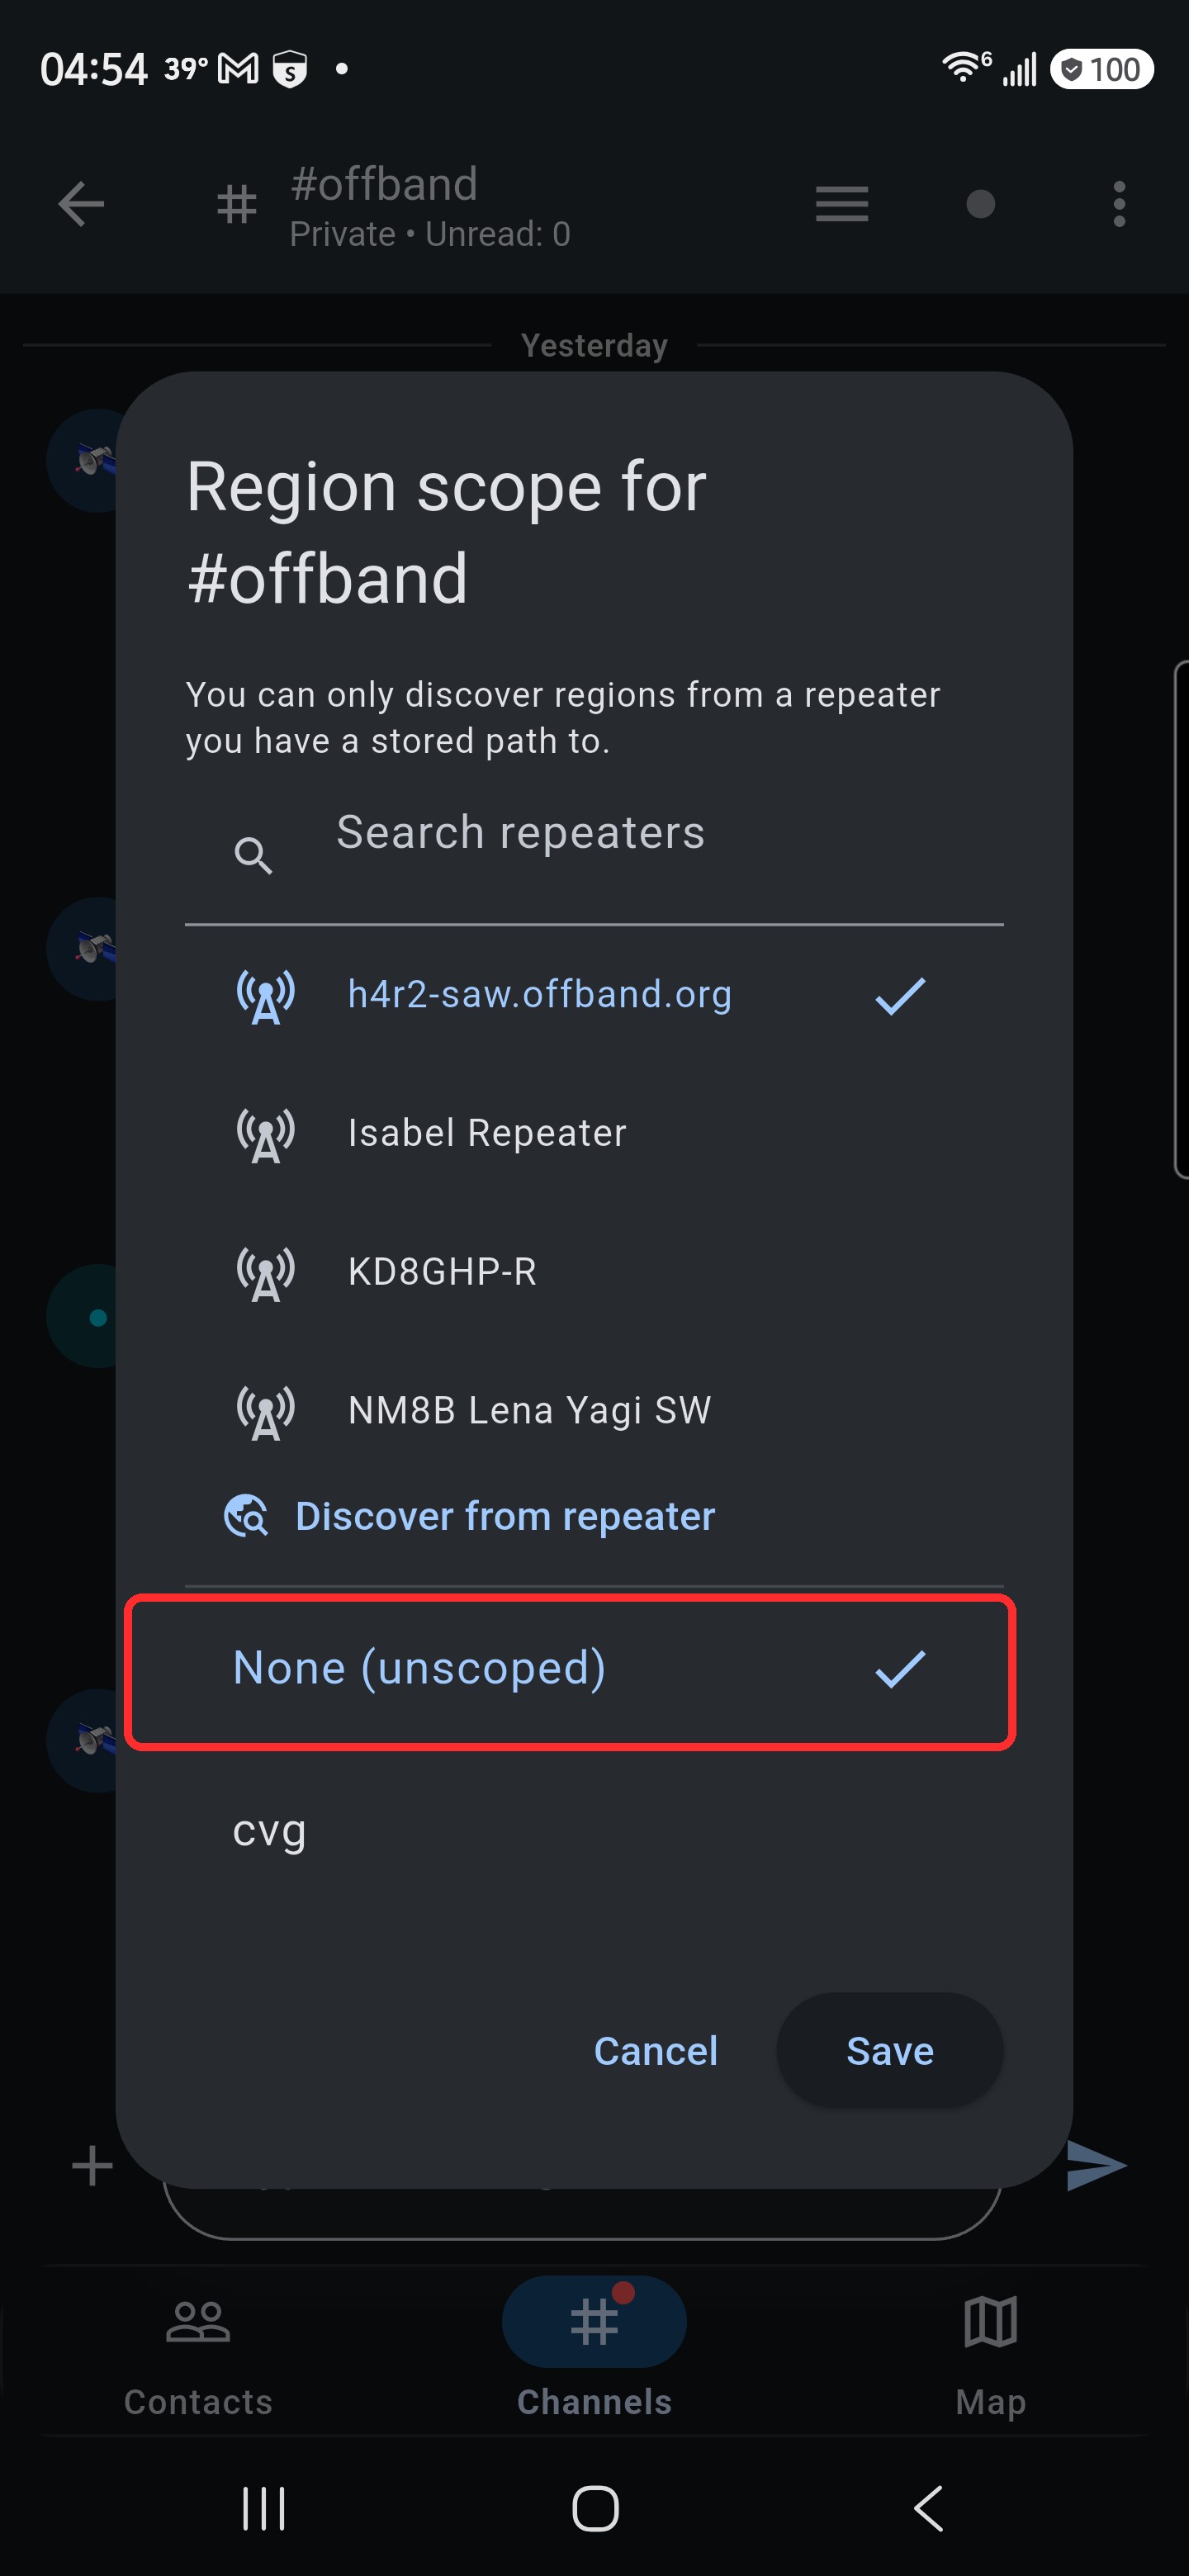 04:54 39° S 6 100
#offband
Private • Unread: 0
Yesterday
Region scope for
#offband
You can only discover regions from a repeater
you have a stored path to.
Search repeaters
h4r2-saw.offband.org
Isabel Repeater
KD8GHP-R
NM8B Lena Yagi SW
Discover from repeater
None (unscoped)
cvg
Cancel Save
Contacts Channels Map